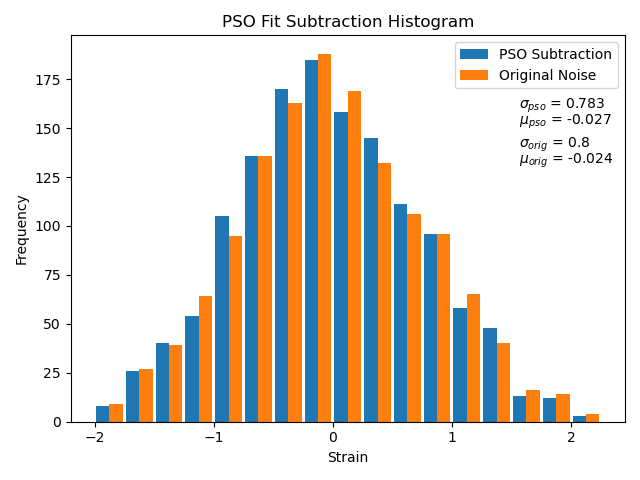 PSO Fit Subtraction Histogram
PSO Subtraction
Original Noise
σpso = 0.783
μpso = -0.027
σorig = 0.8
μorig = -0.024
Frequency
175
150
125
100
75
50
25
0
−2
−1
0
1
2
Strain